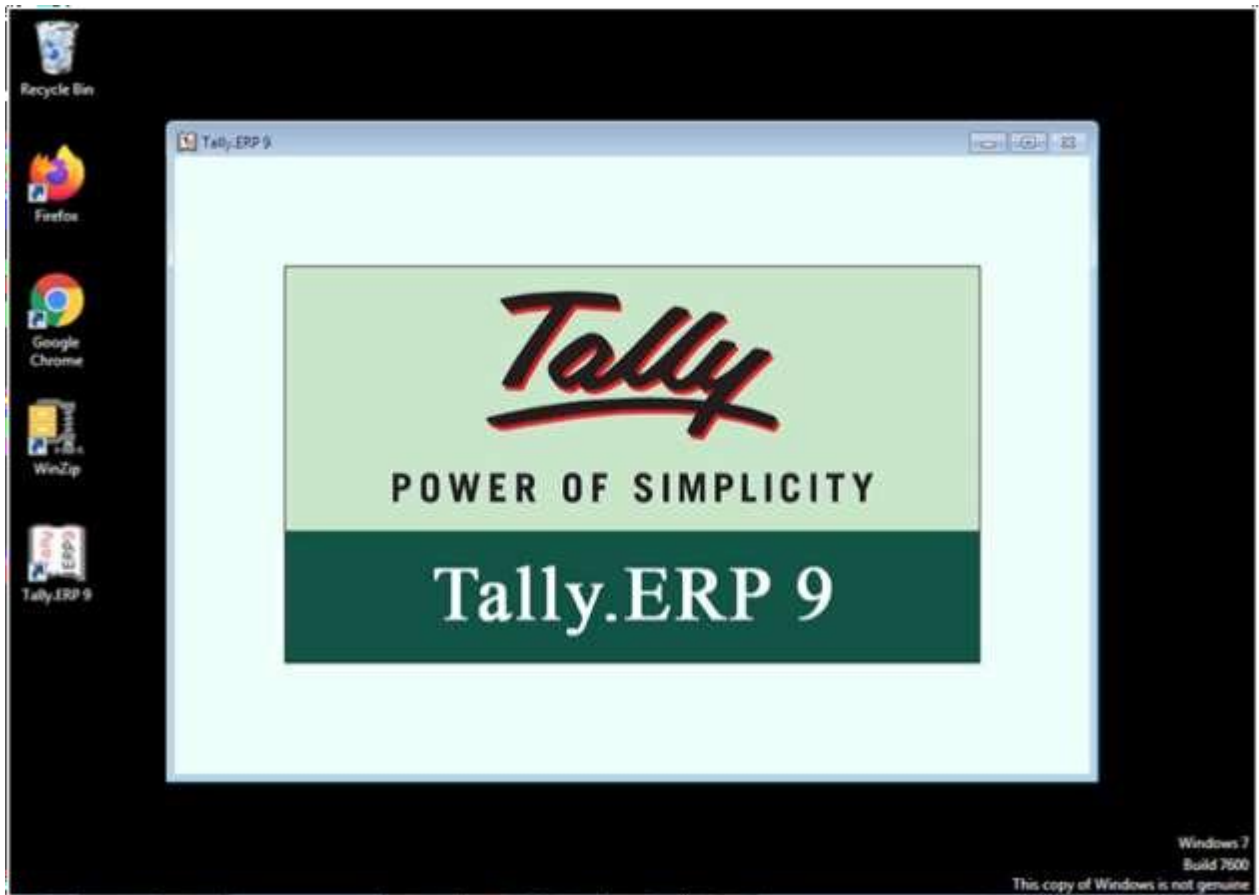 Recycle Bin
Firefox
Google
Chrome
WinZip
Tally.ERP 9
Tally.ERP 9
Tally
POWER OF SIMPLICITY
Tally.ERP 9
Windows 7
Build 7600
This copy of Windows is not genuine